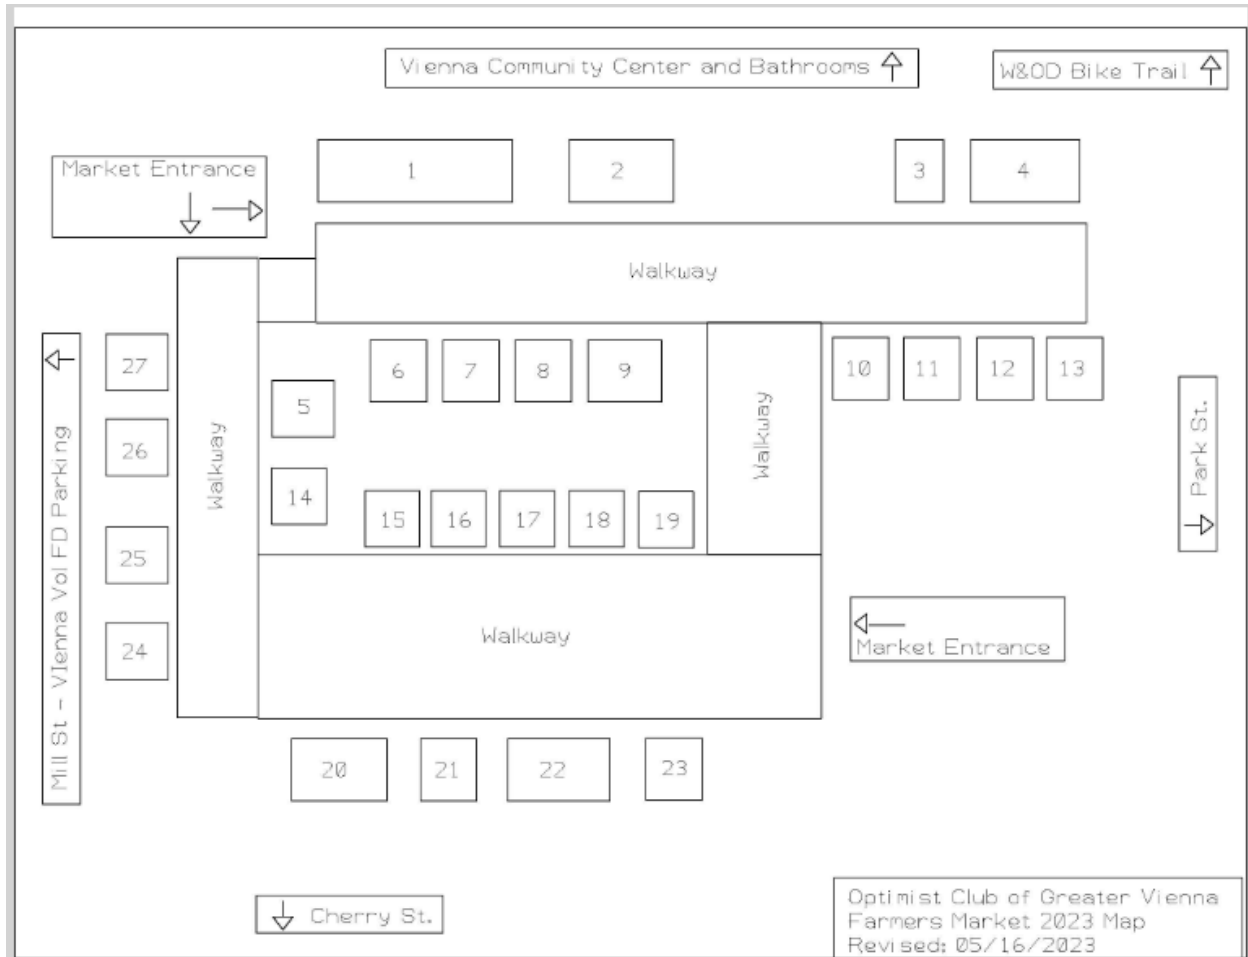 Vienna Community Center and Bathrooms
W&OD Bike Trail
Market Entrance
1
2
3
4
Walkway
27
26
25
24
Mill St - VIenna Vol FD Parking
Walkway
5
6
7
8
9
Walkway
10
11
12
13
Park St.
14
15
16
17
18
19
Walkway
Market Entrance
20
21
22
23
Cherry St.
Optimist Club of Greater Vienna
Farmers Market 2023 Map
Revised: 05/16/2023